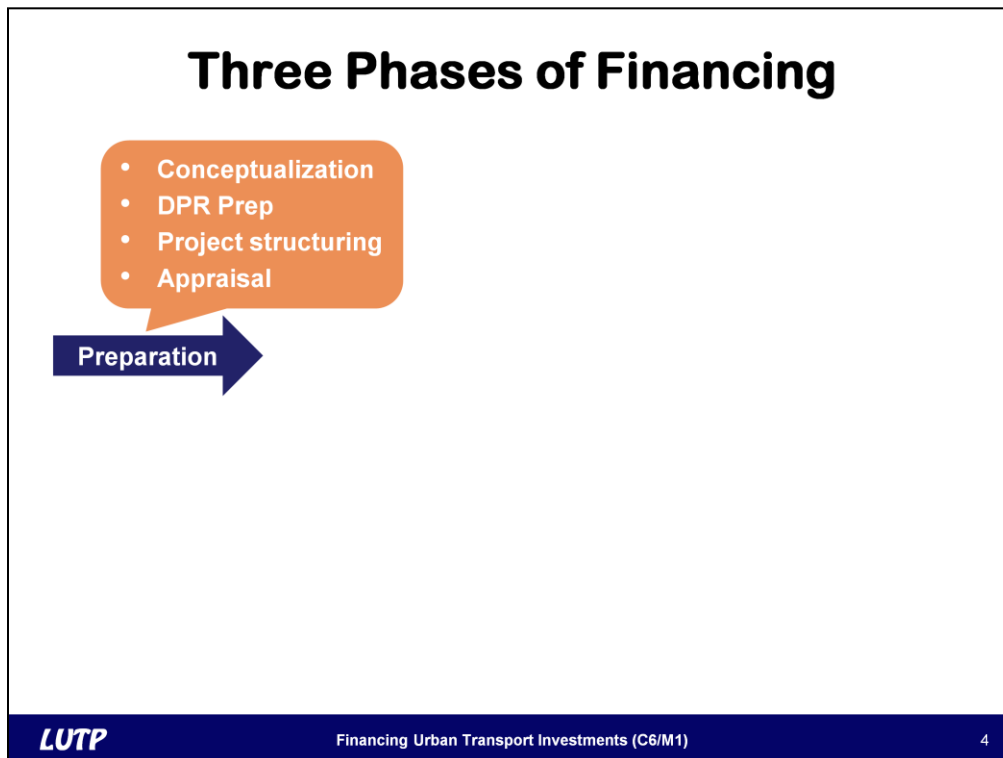 Three Phases of Financing
• Conceptualization
• DPR Prep
• Project structuring
• Appraisal
Preparation
LUTP Financing Urban Transport Investments (C6/M1) 4